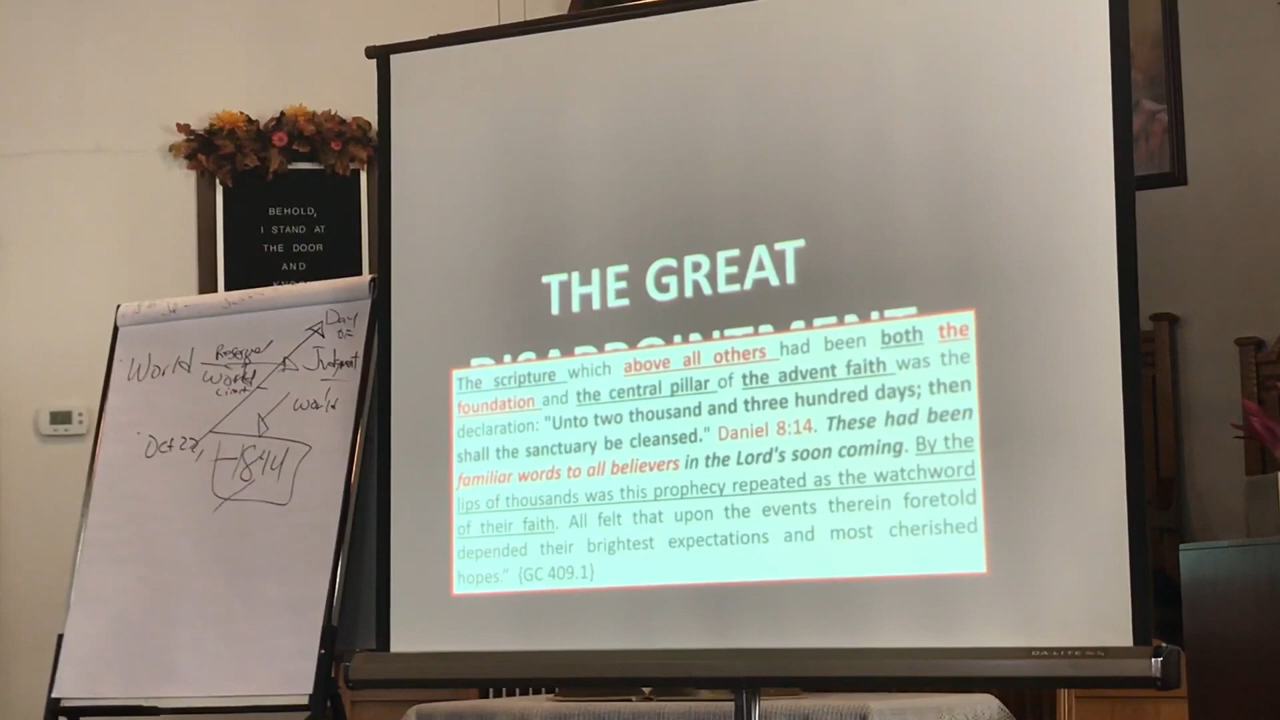 BEHOLD,
I STAND AT
THE DOOR
AND
World
World
Day
Judgment
World
Oct 22,
1844
THE GREAT
DISAPPOINTMENT
The scripture which above all others had been both the
foundation and the central pillar of the advent faith was the
declaration: "Unto two thousand and three hundred days; then
shall the sanctuary be cleansed." Daniel 8:14. These had been
familiar words to all believers in the Lord's soon coming. By the
lips of thousands was this prophecy repeated as the watchword
of their faith. All felt that upon the events therein foretold
depended their brightest expectations and most cherished
hopes." {GC 409.1}
DA-LITE